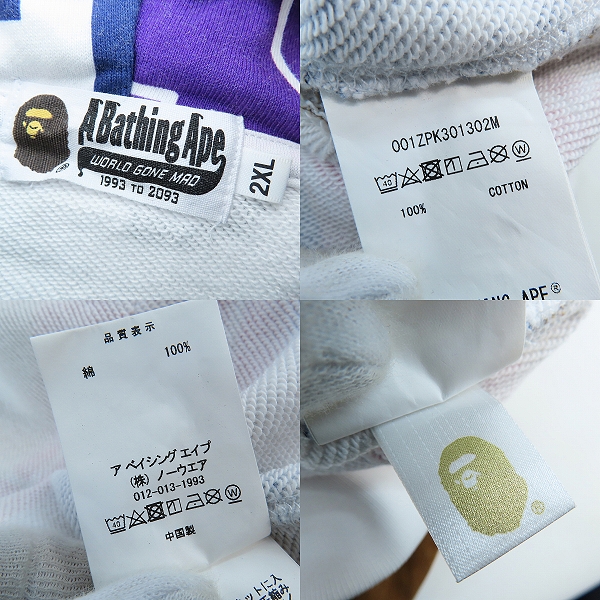 A Bathing Ape
WORLD GONE MAD
1993 TO 2093
2XL
001ZPK301302M
40
W
100% COTTON
APE®
品質表示
綿 100%
ア ベイシング エイプ
(株) ノーウエア
012-013-1993
40
W
中国製
®